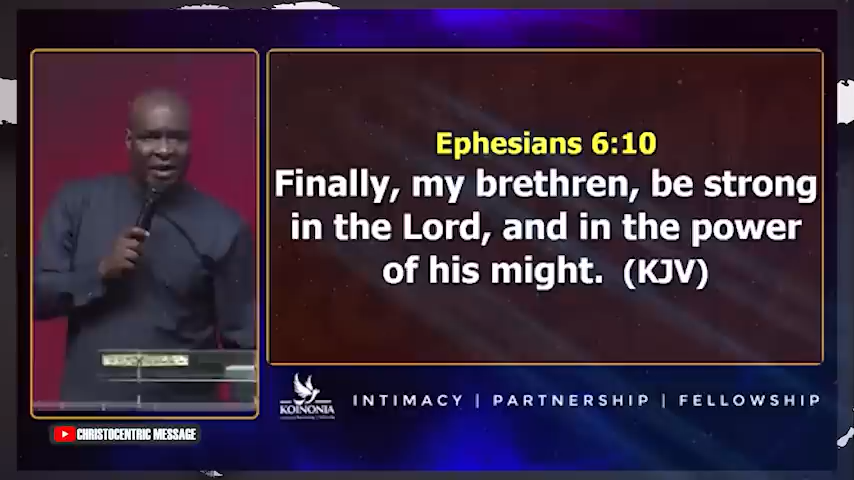 Ephesians 6:10
Finally, my brethren, be strong
in the Lord, and in the power
of his might. (KJV)
KOINONIA
INTIMACY | PARTNERSHIP | FELLOWSHIP
CHRISTOCENTRIC MESSAGE